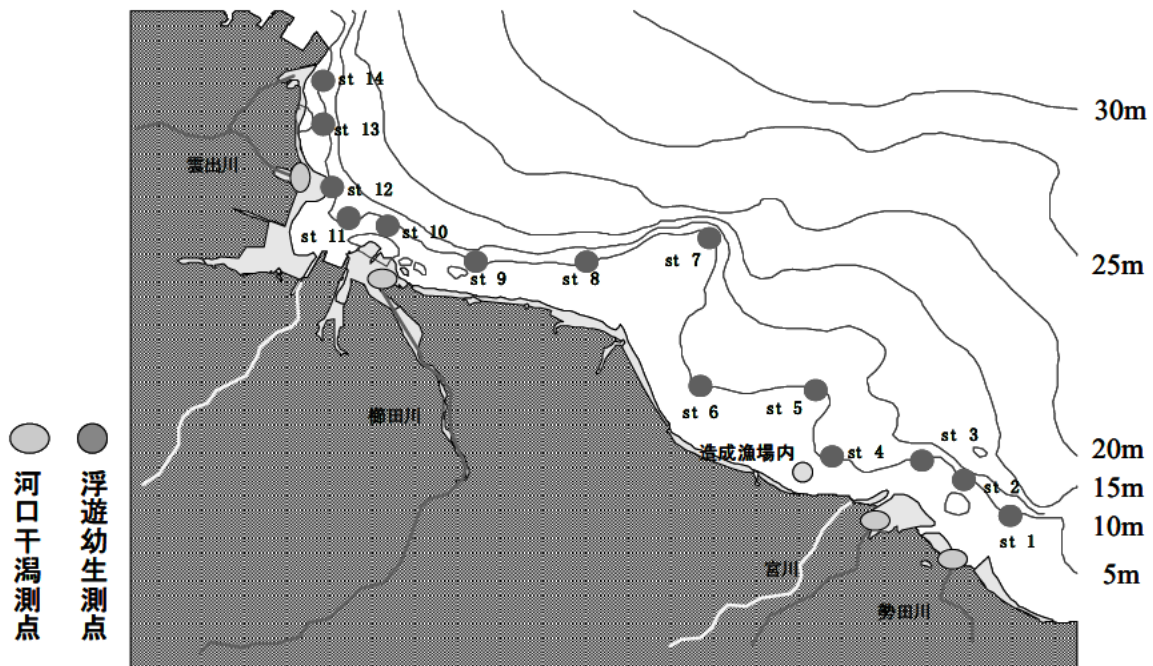 st 14
30m
st 13
雲出川
st 12
st 11
st 10
st 7
25m
st 9
st 8
櫛田川
st 6
st 5
st 3
造成漁場内
st 4
20m
st 2
15m
10m
st 1
宮川
5m
勢田川
河口干潟測点
浮遊幼生測点